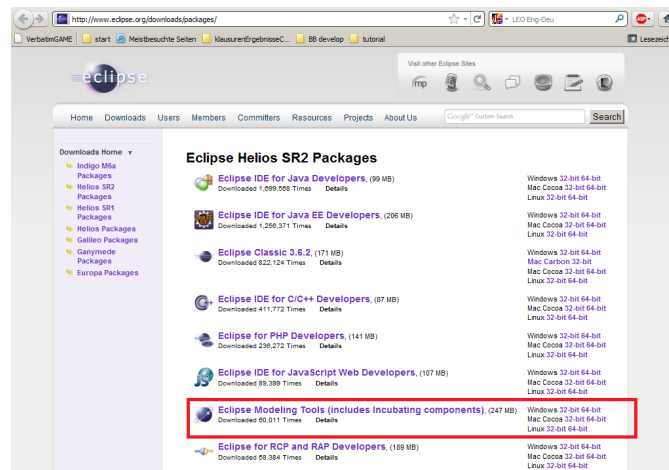 http://www.eclipse.org/downloads/packages/
LEO Eng-Deu
VerbatimGAME
start
Meistbesuchte Seiten
klausurenErgebnisseC...
BB develop
tutorial
Lesezeich
eclipse
Visit other Eclipse Sites
mp
Home Downloads Users Members Committers Resources Projects About Us
Google™ Custom Search
Search
Downloads Home
Indigo M6a
Packages
Helios SR2
Packages
Helios SR1
Packages
Helios Packages
Galileo Packages
Ganymede
Packages
Europa Packages
Eclipse Helios SR2 Packages
Eclipse IDE for Java Developers, (99 MB)
Downloaded 1,699,668 Times Details
Windows 32-bit 64-bit
Mac Cocoa 32-bit 64-bit
Linux 32-bit 64-bit
Eclipse IDE for Java EE Developers, (206 MB)
Downloaded 1,256,371 Times Details
Windows 32-bit 64-bit
Mac Cocoa 32-bit 64-bit
Linux 32-bit 64-bit
Eclipse Classic 3.6.2, (171 MB)
Downloaded 822,124 Times Details
Windows 32-bit 64-bit
Mac Carbon 32-bit
Mac Cocoa 32-bit 64-bit
Linux 32-bit 64-bit
Eclipse IDE for C/C++ Developers, (87 MB)
Downloaded 411,772 Times Details
Windows 32-bit 64-bit
Mac Cocoa 32-bit 64-bit
Linux 32-bit 64-bit
Eclipse for PHP Developers, (141 MB)
Downloaded 236,272 Times Details
Windows 32-bit 64-bit
Mac Cocoa 32-bit 64-bit
Linux 32-bit 64-bit
Eclipse IDE for JavaScript Web Developers, (107 MB)
Downloaded 89,399 Times Details
Windows 32-bit 64-bit
Mac Cocoa 32-bit 64-bit
Linux 32-bit 64-bit
Eclipse Modeling Tools (includes Incubating components), (247 MB)
Downloaded 60,011 Times Details
Windows 32-bit 64-bit
Mac Cocoa 32-bit 64-bit
Linux 32-bit 64-bit
Eclipse for RCP and RAP Developers, (189 MB)
Downloaded 58,384 Times Details
Windows 32-bit 64-bit
Mac Cocoa 32-bit 64-bit
Linux 32-bit 64-bit